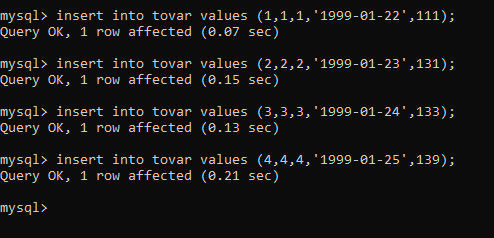 mysql> insert into tovar values (1,1,1,'1999-01-22',111);
Query OK, 1 row affected (0.07 sec)
mysql> insert into tovar values (2,2,2,'1999-01-23',131);
Query OK, 1 row affected (0.15 sec)
mysql> insert into tovar values (3,3,3,'1999-01-24',133);
Query OK, 1 row affected (0.13 sec)
mysql> insert into tovar values (4,4,4,'1999-01-25',139);
Query OK, 1 row affected (0.21 sec)
mysql>